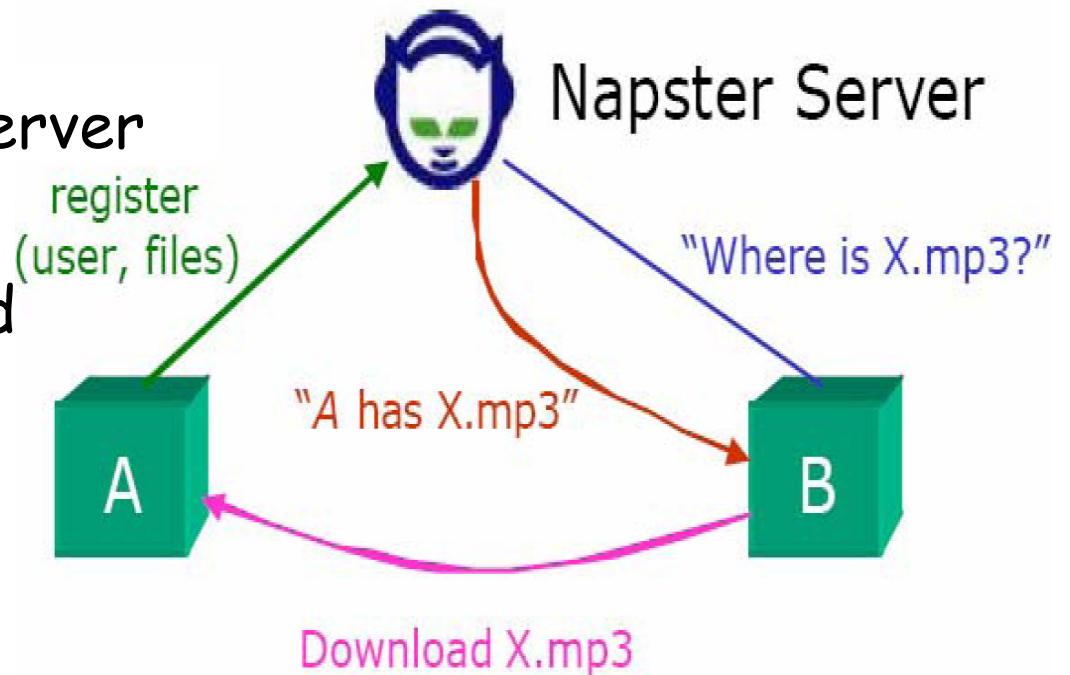 Napster Server
erver
register
(user, files)
"Where is X.mp3?"
d
"A has X.mp3"
A
B
Download X.mp3